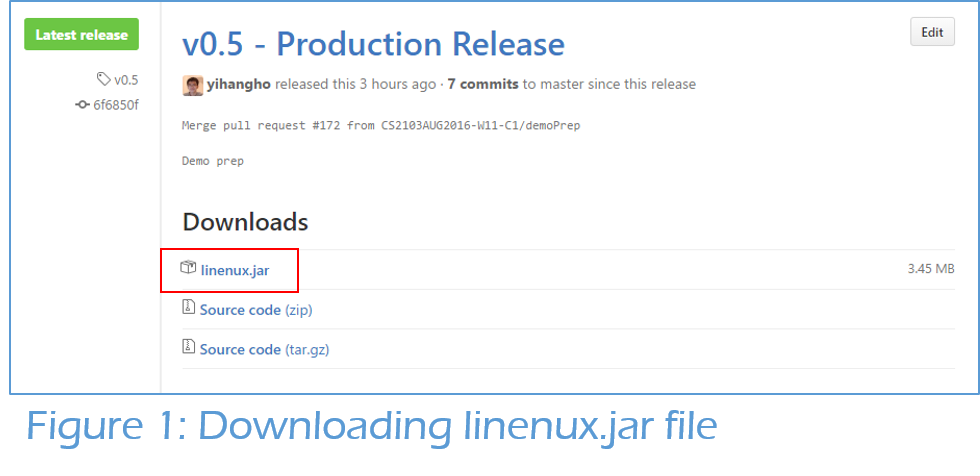 Latest release
v0.5
6f6850f
v0.5 - Production Release
Edit
yihangho released this 3 hours ago · 7 commits to master since this release
Merge pull request #172 from CS2103AUG2016-W11-C1/demoPrep
Demo prep
Downloads
linenux.jar 3.45 MB
Source code (zip)
Source code (tar.gz)
Figure 1: Downloading linenux.jar file